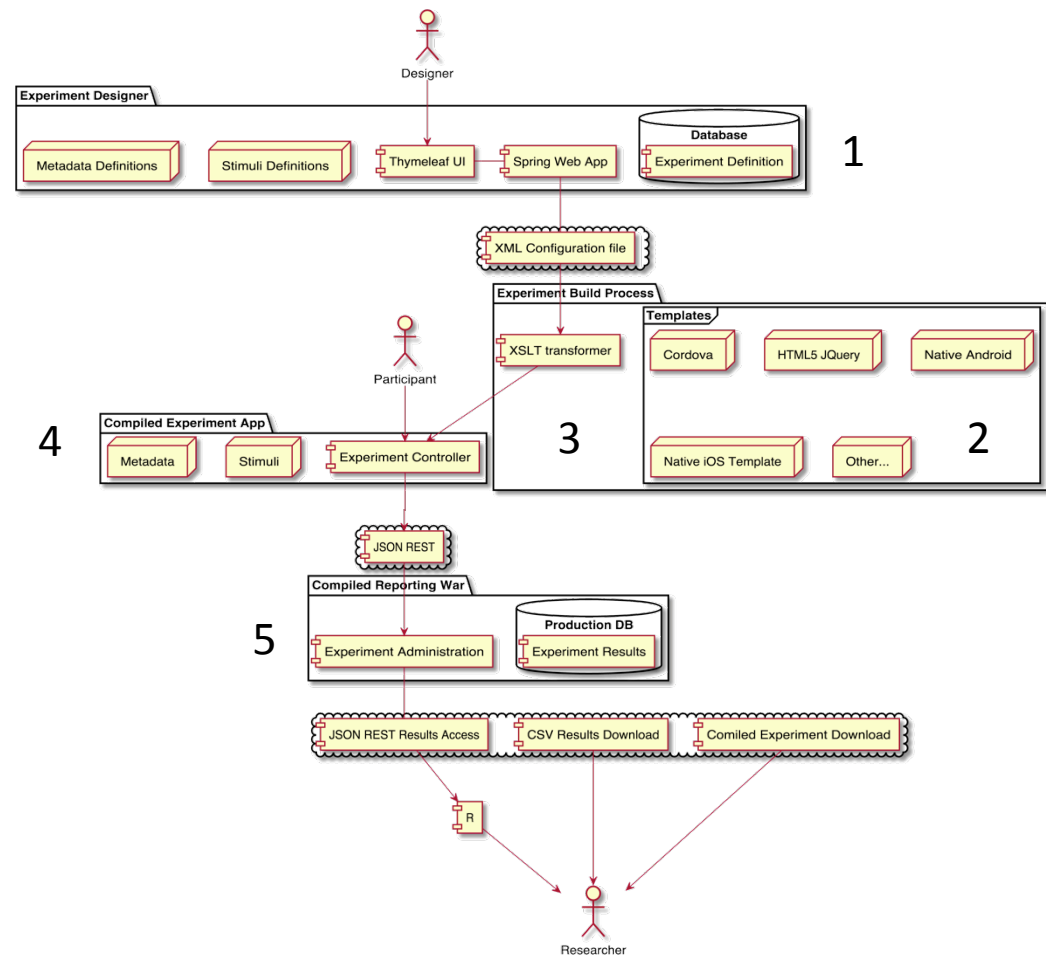 Designer
Experiment Designer
Database
Metadata Definitions
Stimuli Definitions
Thymeleaf UI
Spring Web App
Experiment Definition
1
XML Configuration file
Experiment Build Process
Templates
Participant
XSLT transformer
Cordova
HTML5 JQuery
Native Android
Compiled Experiment App
4
Metadata
Stimuli
Experiment Controller
3
Native iOS Template
Other...
2
JSON REST
Compiled Reporting War
5
Production DB
Experiment Administration
Experiment Results
JSON REST Results Access
CSV Results Download
Comiled Experiment Download
R
Researcher